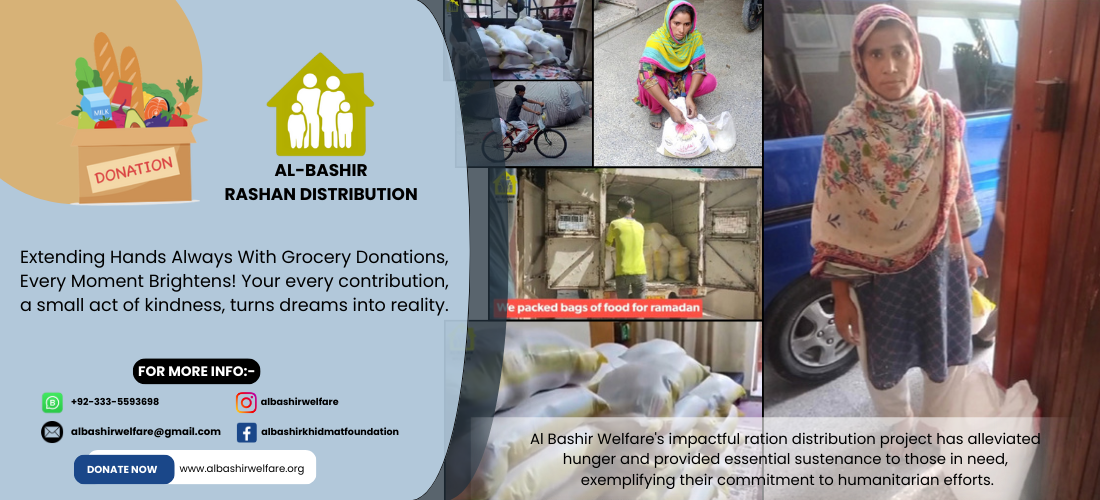 MILK
DONATION
AL-BASHIR
RASHAN DISTRIBUTION
Extending Hands Always With Grocery Donations,
Every Moment Brightens! Your every contribution,
a small act of kindness, turns dreams into reality.
FOR MORE INFO:-
+92-333-5593698
albashirwelfare
albashirwelfare@gmail.com
albashirkhidmatfoundation
DONATE NOW
www.albashirwelfare.org
We packed bags of food for ramadan
Al Bashir Welfare's impactful ration distribution project has alleviated
hunger and provided essential sustenance to those in need,
exemplifying their commitment to humanitarian efforts.